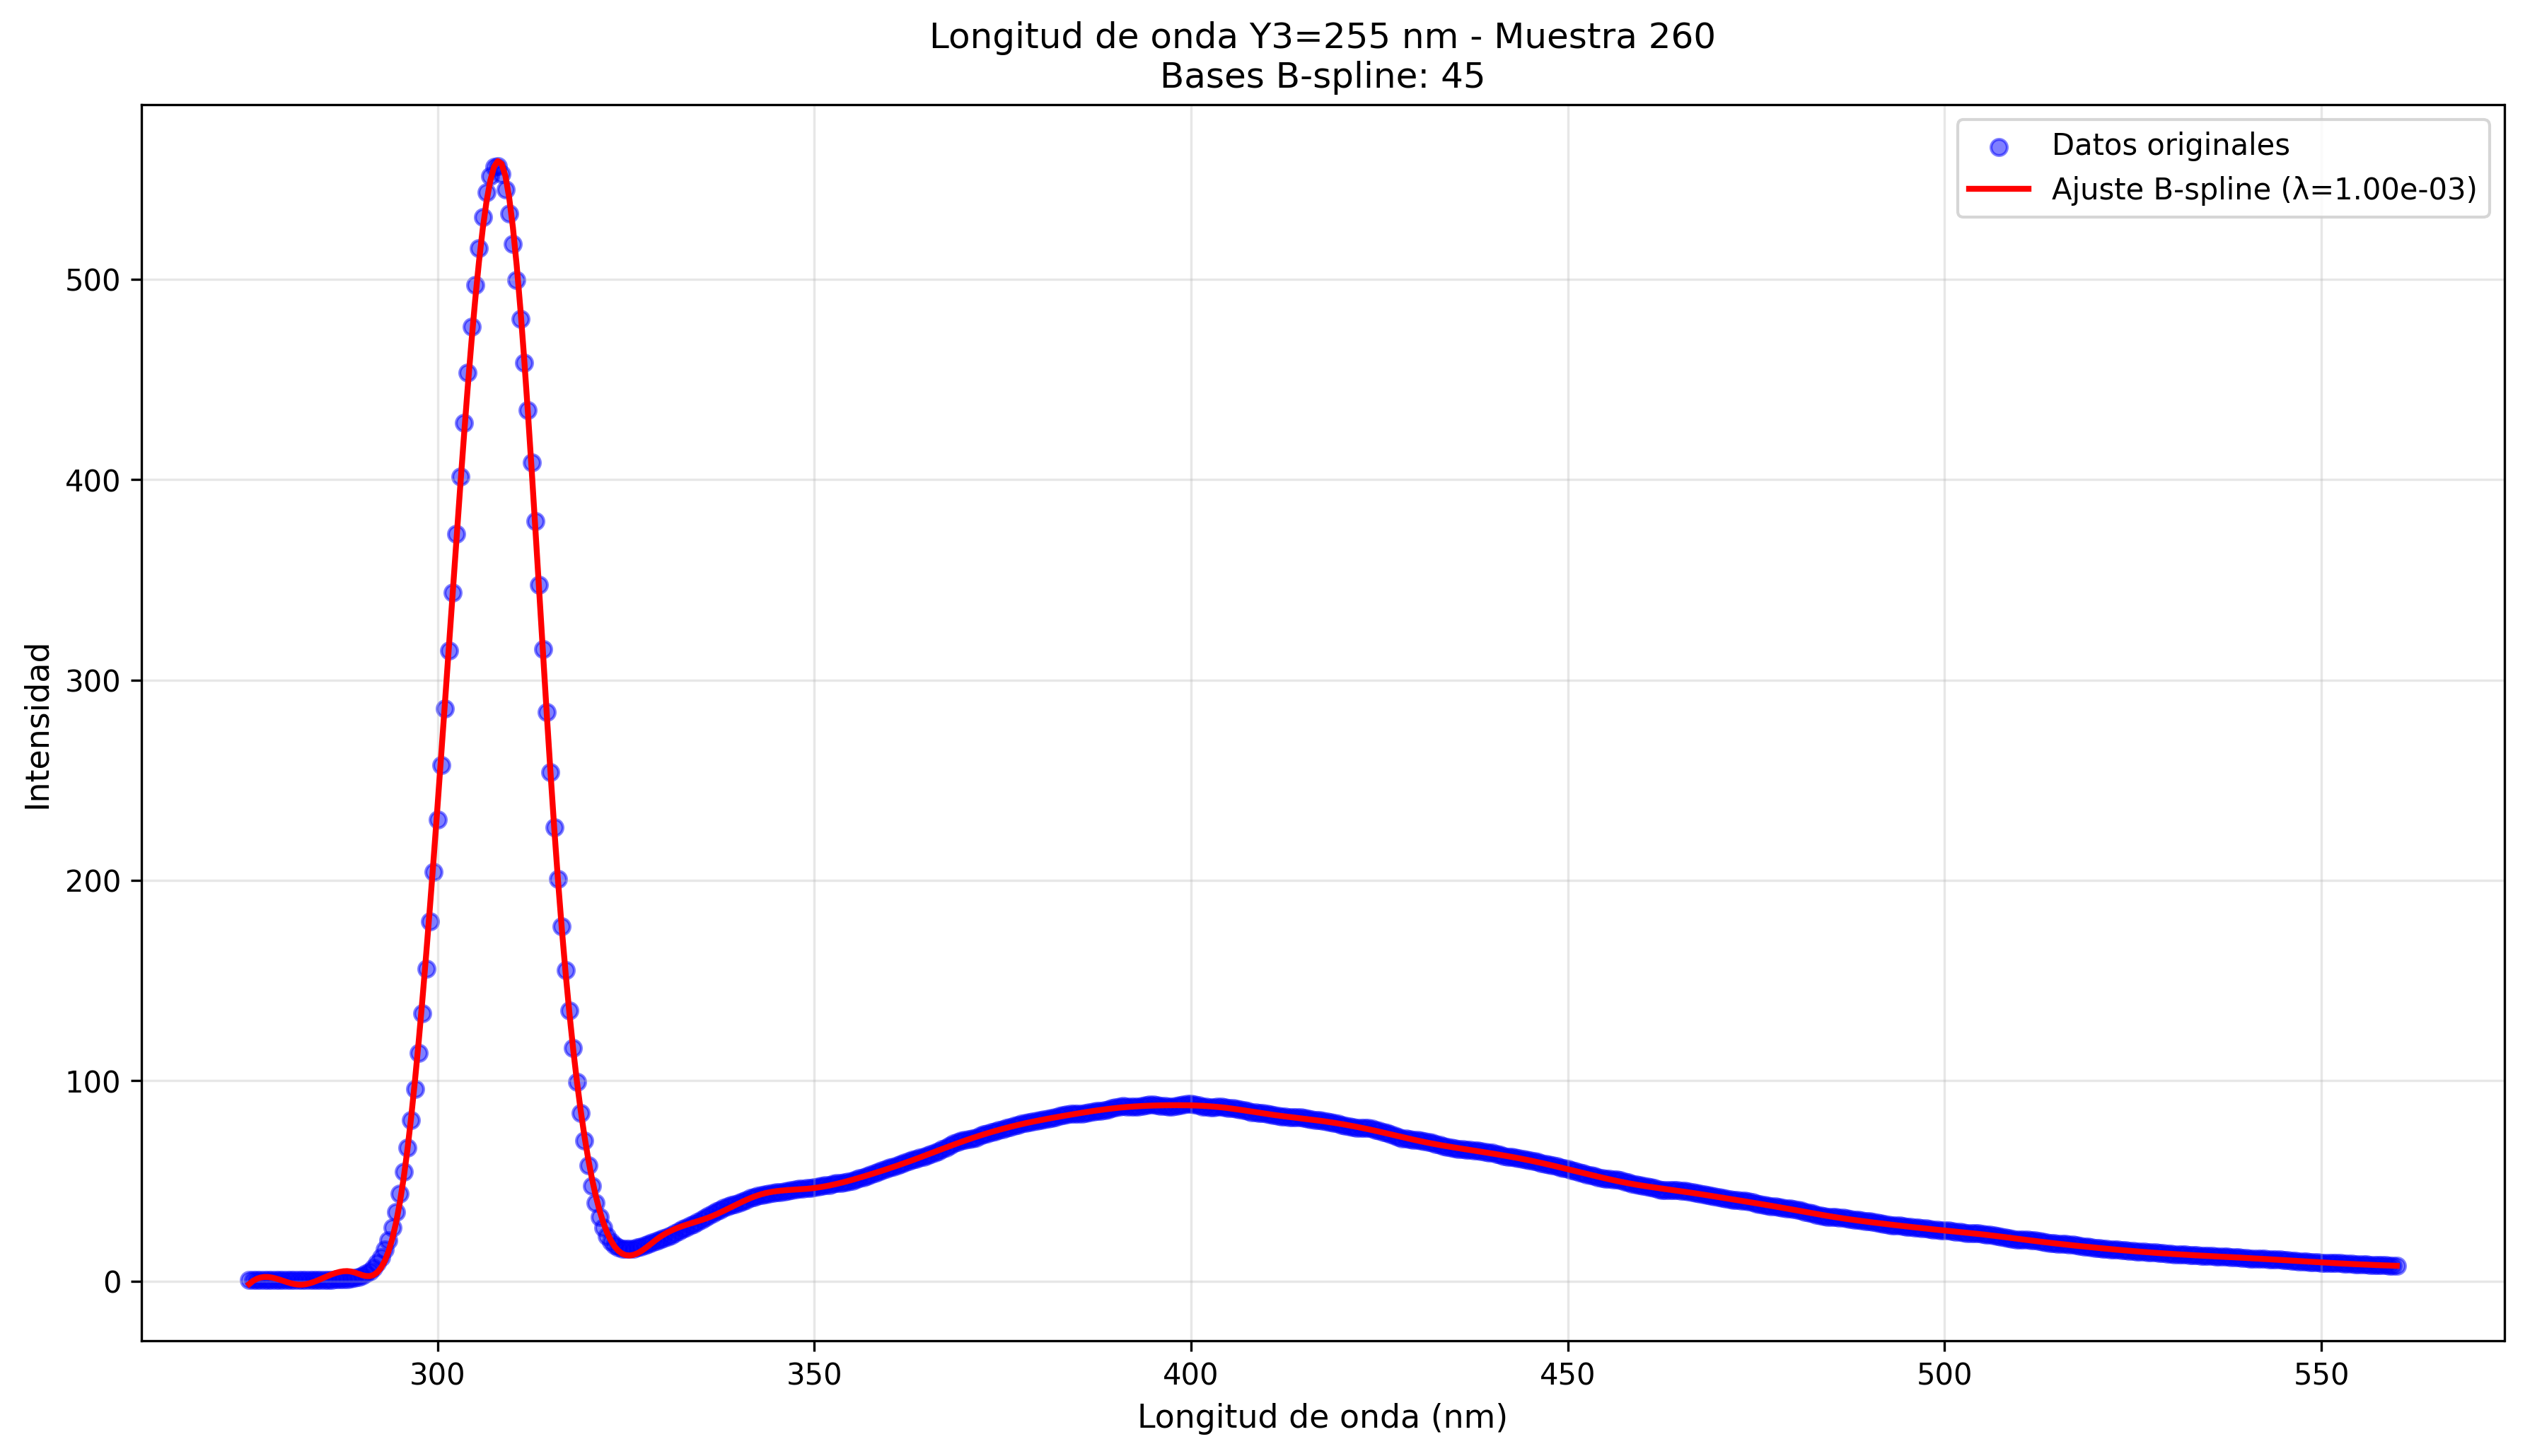 Longitud de onda Y3=255 nm - Muestra 260
Bases B-spline: 45
Datos originales
Ajuste B-spline (λ=1.00e-03)
Intensidad
500
400
300
200
100
0
300 350 400 450 500 550
Longitud de onda (nm)